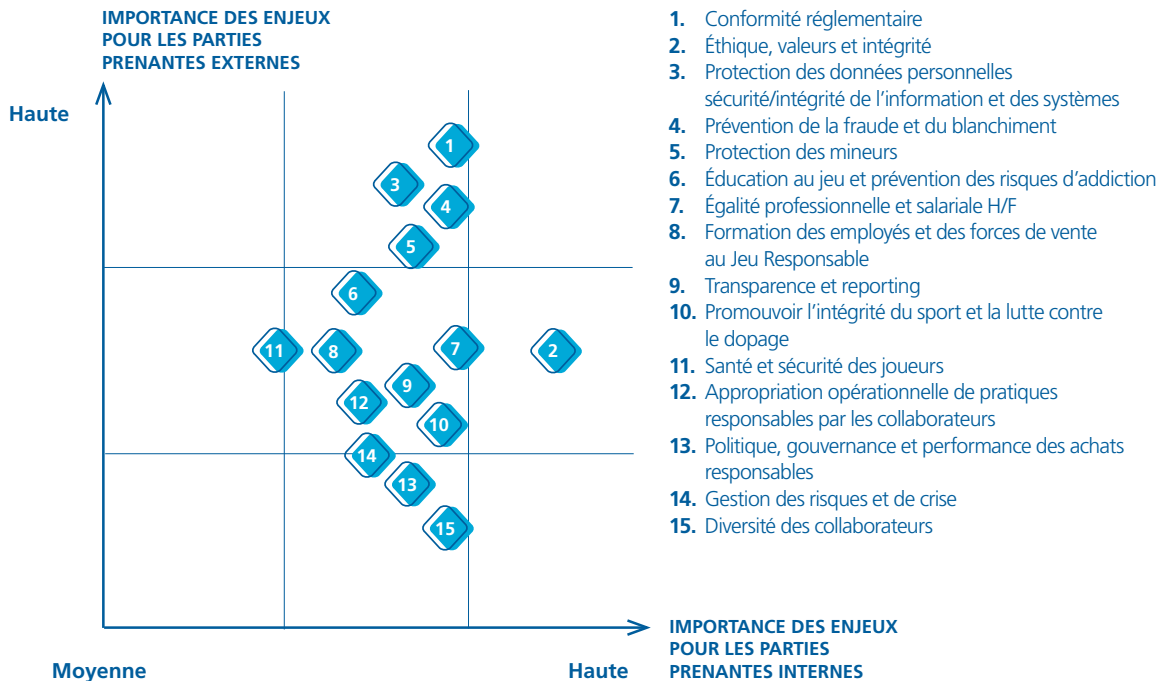 IMPORTANCE DES ENJEUX
POUR LES PARTIES
PRENANTES EXTERNES
Haute
1
3
4
5
6
11
8
7
2
9
12
10
14
13
15
Moyenne
Haute
IMPORTANCE DES ENJEUX
POUR LES PARTIES
PRENANTES INTERNES
1. Conformité réglementaire
2. Éthique, valeurs et intégrité
3. Protection des données personnelles
sécurité/intégrité de l'information et des systèmes
4. Prévention de la fraude et du blanchiment
5. Protection des mineurs
6. Éducation au jeu et prévention des risques d'addiction
7. Égalité professionnelle et salariale H/F
8. Formation des employés et des forces de vente
au Jeu Responsable
9. Transparence et reporting
10. Promouvoir l'intégrité du sport et la lutte contre
le dopage
11. Santé et sécurité des joueurs
12. Appropriation opérationnelle de pratiques
responsables par les collaborateurs
13. Politique, gouvernance et performance des achats
responsables
14. Gestion des risques et de crise
15. Diversité des collaborateurs